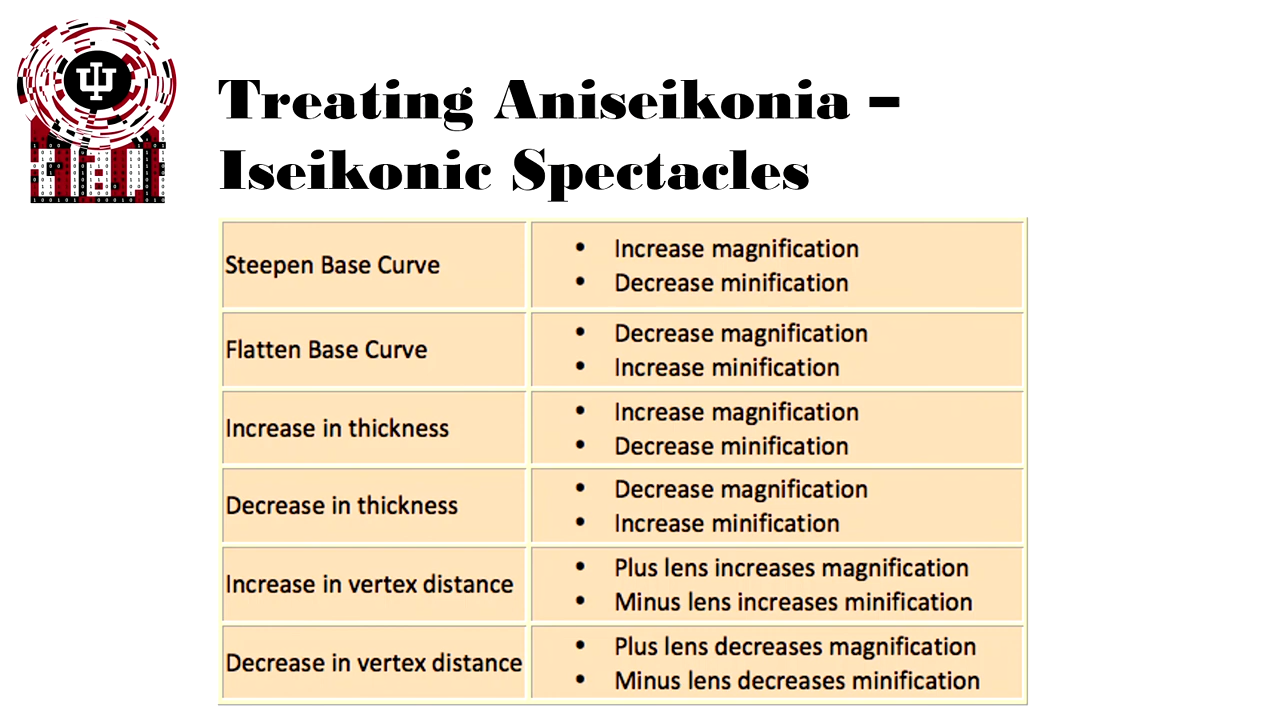 Treating Aniseikonia –
Iseikonic Spectacles
Steepen Base Curve
• Increase magnification
• Decrease minification
Flatten Base Curve
• Decrease magnification
• Increase minification
Increase in thickness
• Increase magnification
• Decrease minification
Decrease in thickness
• Decrease magnification
• Increase minification
Increase in vertex distance
• Plus lens increases magnification
• Minus lens increases minification
Decrease in vertex distance
• Plus lens decreases magnification
• Minus lens decreases minification